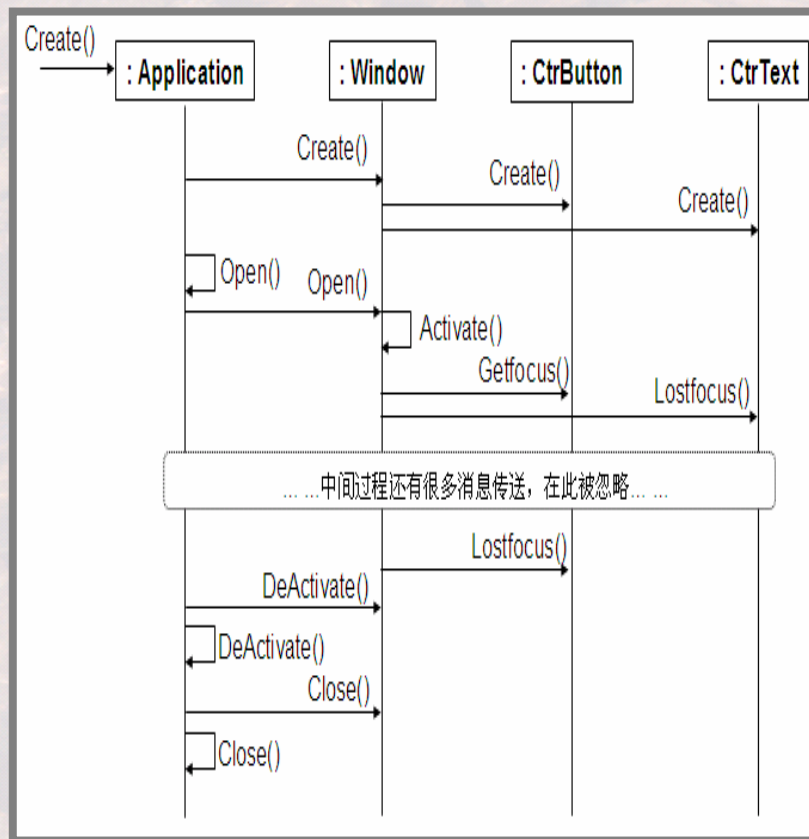 Create()
: Application
: Window
: CtrButton
: CtrText
Create()
Create()
Create()
Open()
Open()
Activate()
Getfocus()
Lostfocus()
... ...中间过程还有很多消息传送，在此被忽略... ...
Lostfocus()
DeActivate()
DeActivate()
Close()
Close()